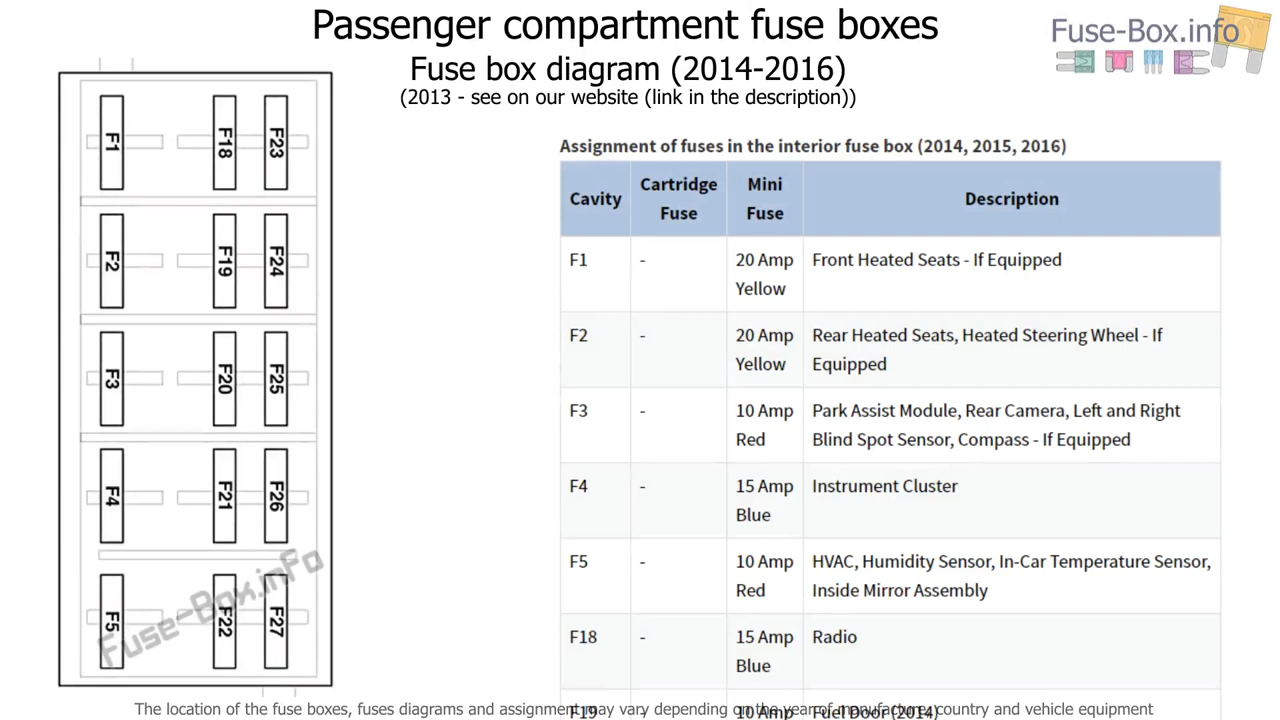 Passenger compartment fuse boxes
Fuse-Box.info
Fuse box diagram (2014-2016)
(2013 - see on our website (link in the description))
F1 F18 F23
F2 F19 F24
F3 F20 F25
F4 F21 F26
F5 F22 F27
Fuse-Box.inFo
Assignment of fuses in the interior fuse box (2014, 2015, 2016)
Cavity Cartridge Fuse Mini Fuse Description
F1 - 20 Amp Yellow Front Heated Seats - If Equipped
F2 - 20 Amp Yellow Rear Heated Seats, Heated Steering Wheel - If Equipped
F3 - 10 Amp Red Park Assist Module, Rear Camera, Left and Right Blind Spot Sensor, Compass - If Equipped
F4 - 15 Amp Blue Instrument Cluster
F5 - 10 Amp Red HVAC, Humidity Sensor, In-Car Temperature Sensor, Inside Mirror Assembly
F18 - 15 Amp Blue Radio
F19 - 10 Amp Fuel Door (2014)
The location of the fuse boxes, fuses diagrams and assignment may vary depending on the year of manufacture, country and vehicle equipment